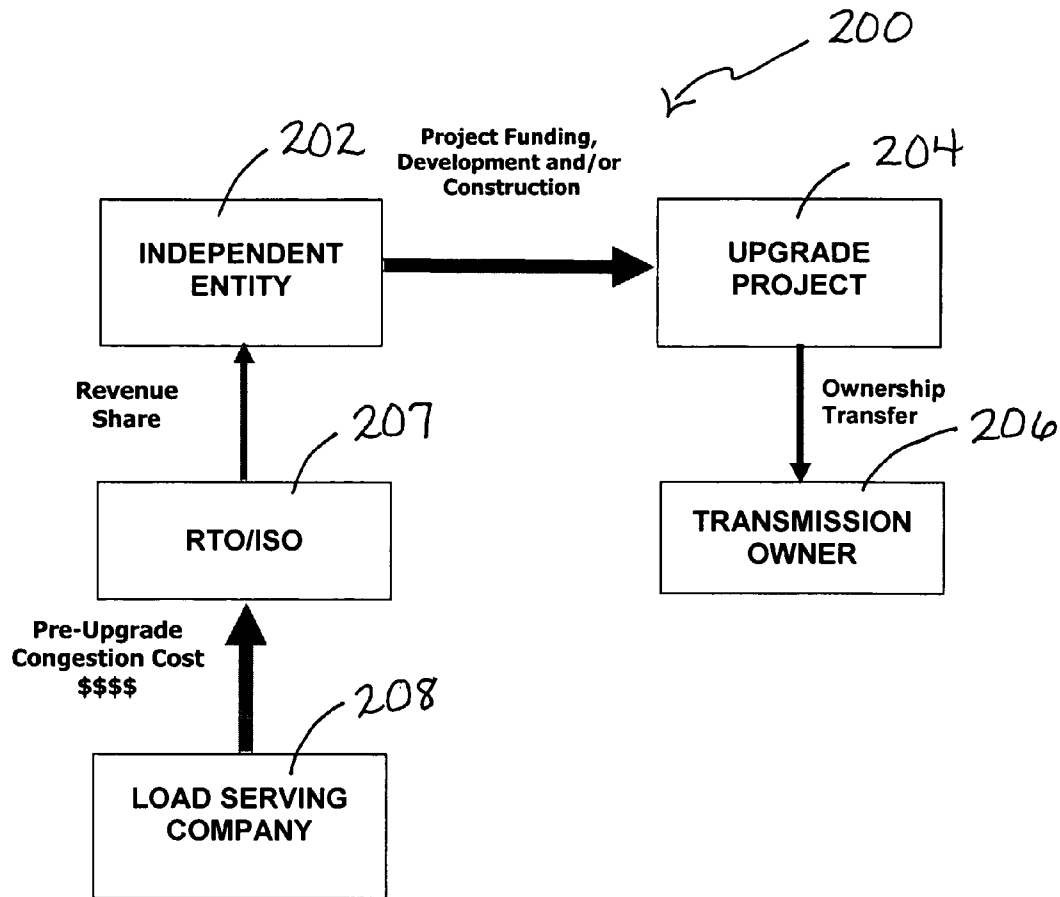 200
202
Project Funding,
Development and/or
Construction
204
INDEPENDENT
ENTITY
UPGRADE
PROJECT
Revenue
Share
207
Ownership
Transfer
206
RTO/ISO
TRANSMISSION
OWNER
Pre-Upgrade
Congestion Cost
$$$$
208
LOAD SERVING
COMPANY